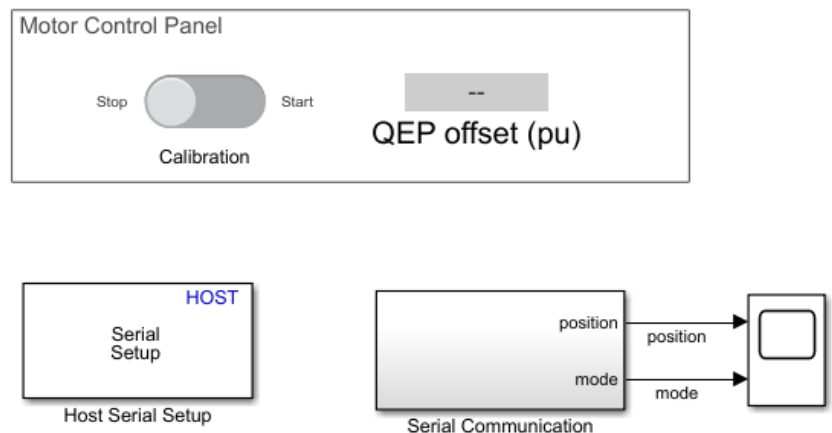 Motor Control Panel
Stop
Start
Calibration
--
QEP offset (pu)
HOST
Serial
Setup
Host Serial Setup
position
mode
Serial Communication
position
mode